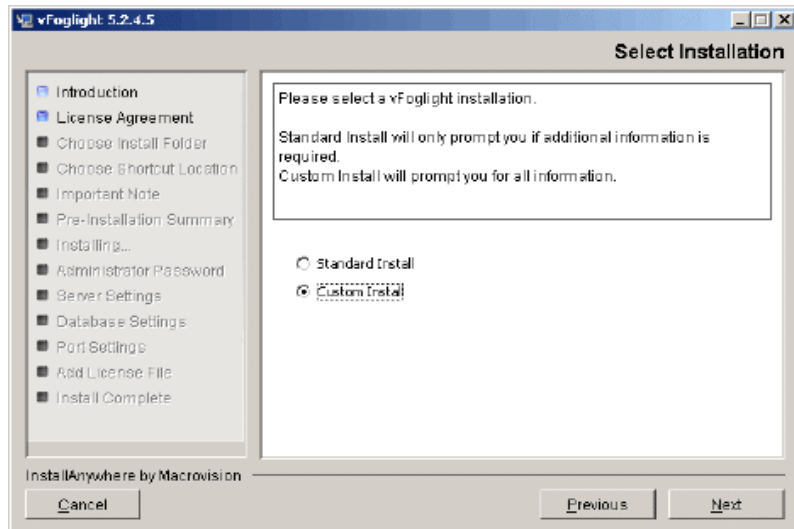 vFoglight 5.2.4.5
Select Installation
Introduction
License Agreement
Choose Install Folder
Choose Shortcut Location
Important Note
Pre-Installation Summary
Installing...
Administrator Password
Server Settings
Database Settings
Port Settings
Add License File
Install Complete
Please select a vFoglight installation.
Standard Install will only prompt you if additional information is
required.
Custom Install will prompt you for all information.
Standard Install
Custom Install
InstallAnywhere by Macrovision
Cancel
Previous
Next